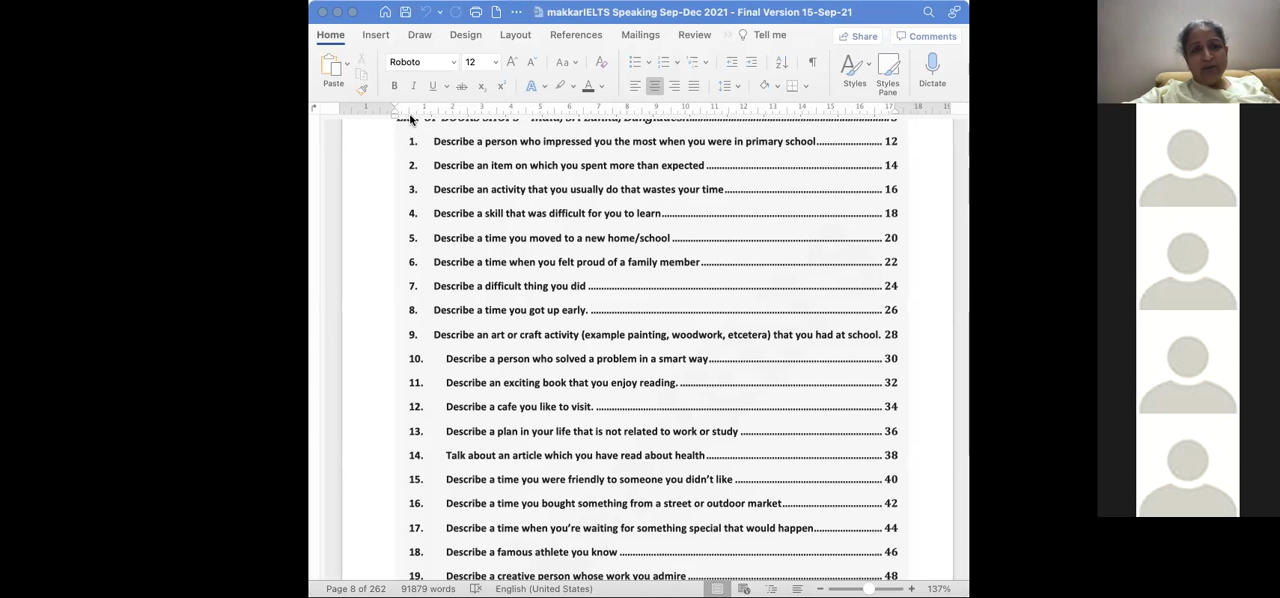 makkarIELTS Speaking Sep-Dec 2021 - Final Version 15-Sep-21
Home Insert Draw Design Layout References Mailings Review Tell me Share Comments
Roboto 12
Paste Styles Styles Pane Dictate
1. Describe a person who impressed you the most when you were in primary school 12
2. Describe an item on which you spent more than expected 14
3. Describe an activity that you usually do that wastes your time 16
4. Describe a skill that was difficult for you to learn 18
5. Describe a time you moved to a new home/school 20
6. Describe a time when you felt proud of a family member 22
7. Describe a difficult thing you did 24
8. Describe a time you got up early. 26
9. Describe an art or craft activity (example painting, woodwork, etcetera) that you had at school. 28
10. Describe a person who solved a problem in a smart way 30
11. Describe an exciting book that you enjoy reading. 32
12. Describe a cafe you like to visit. 34
13. Describe a plan in your life that is not related to work or study 36
14. Talk about an article which you have read about health 38
15. Describe a time you were friendly to someone you didn't like 40
16. Describe a time you bought something from a street or outdoor market 42
17. Describe a time when you're waiting for something special that would happen 44
18. Describe a famous athlete you know 46
19. Describe a creative person whose work you admire 48
Page 8 of 262 91879 words English (United States) 137%